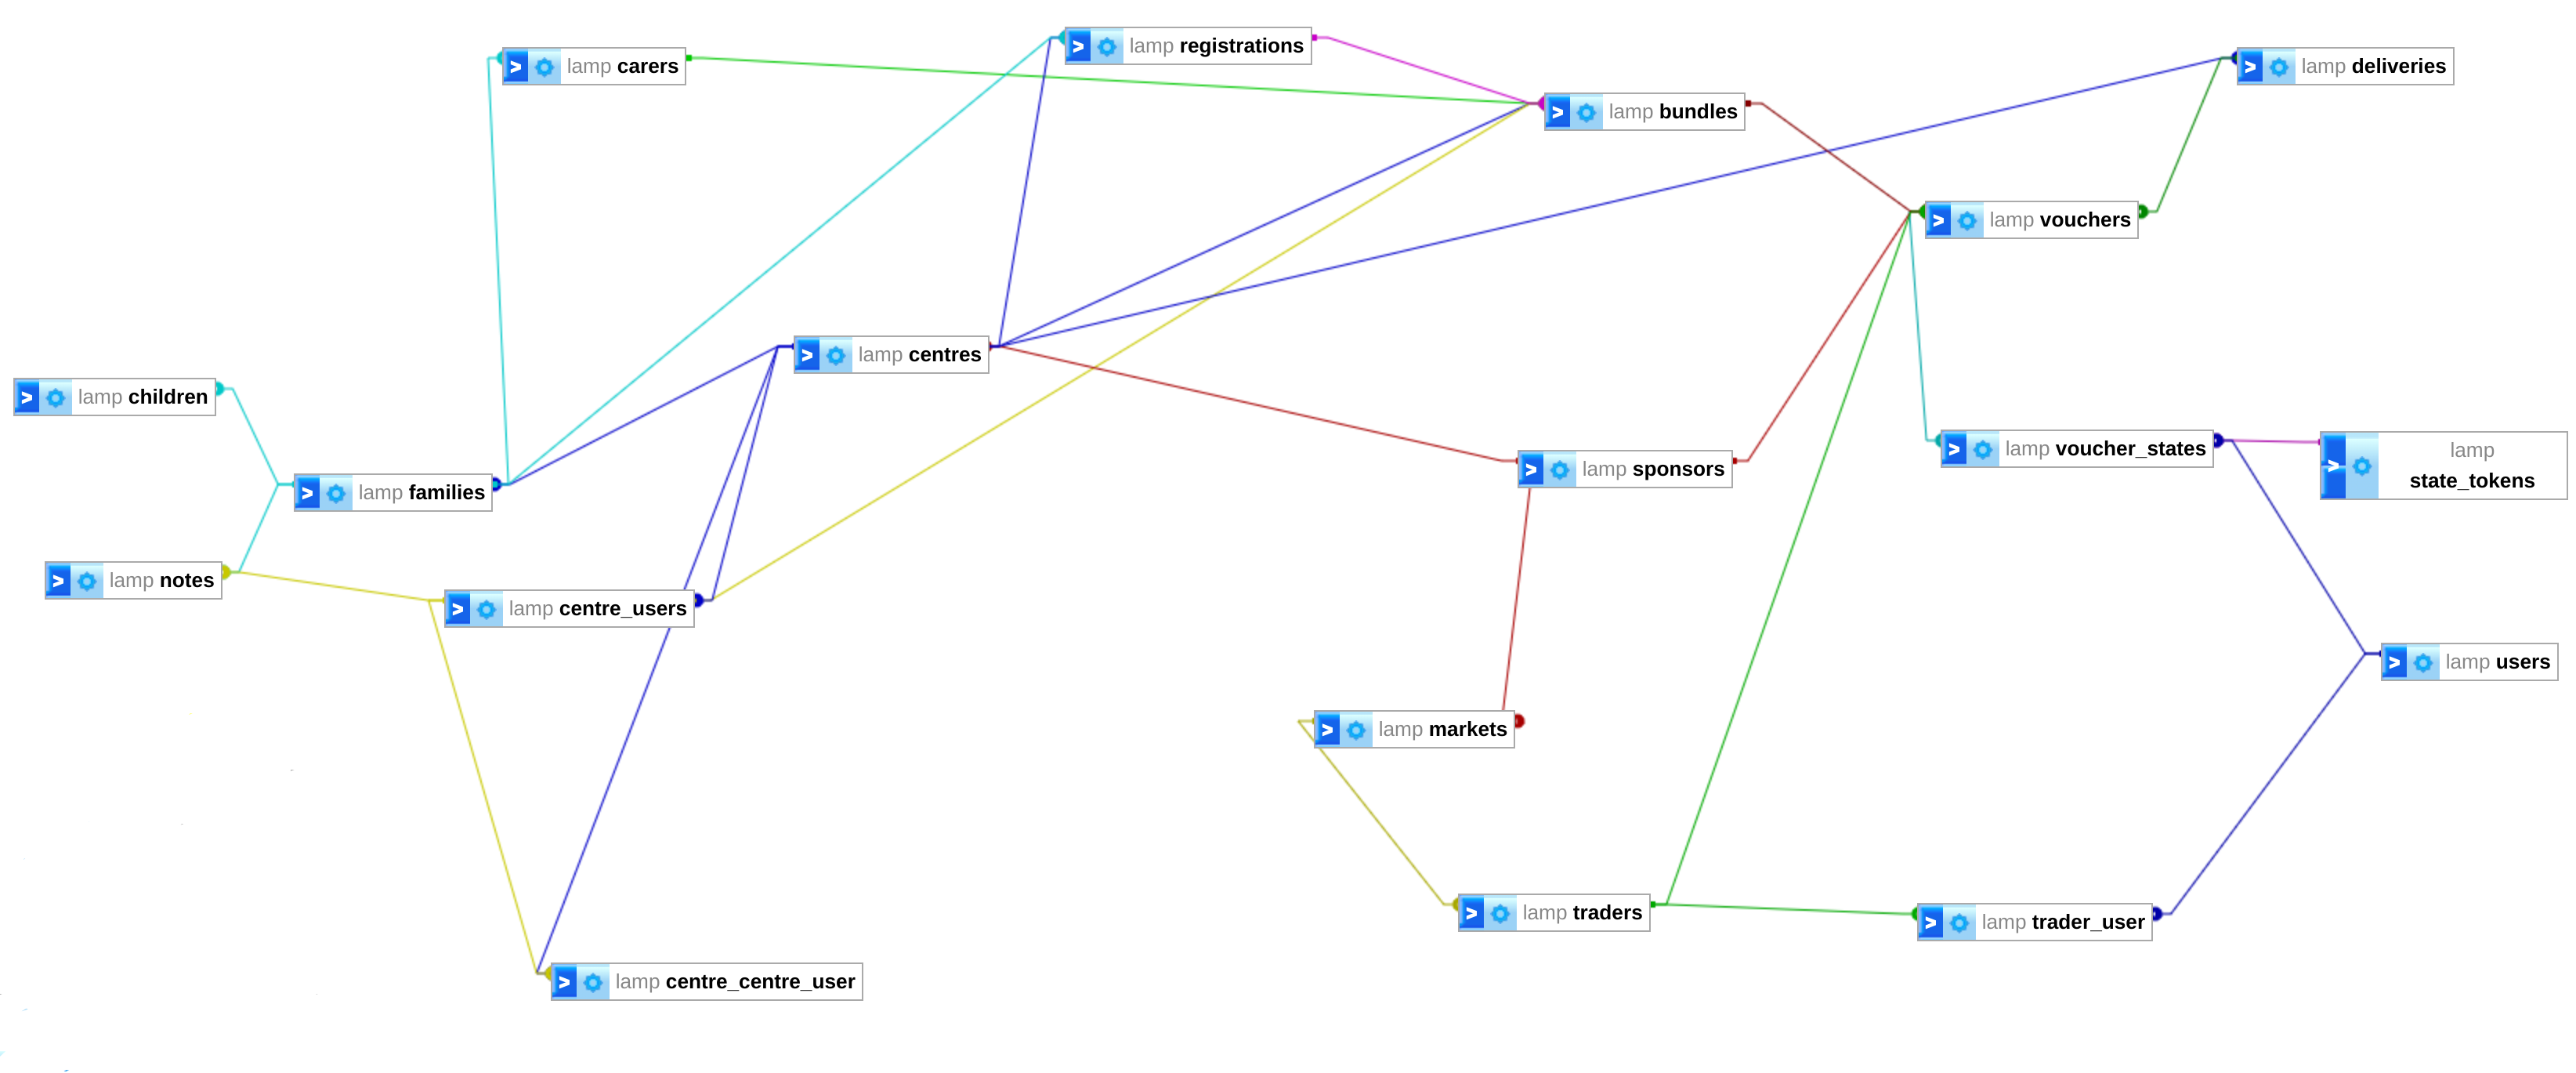 lamp registrations
lamp carers
lamp deliveries
lamp bundles
lamp vouchers
lamp centres
lamp children
lamp voucher_states
lamp
state_tokens
lamp sponsors
lamp families
lamp notes
lamp centre_users
lamp users
lamp markets
lamp traders
lamp trader_user
lamp centre_centre_user